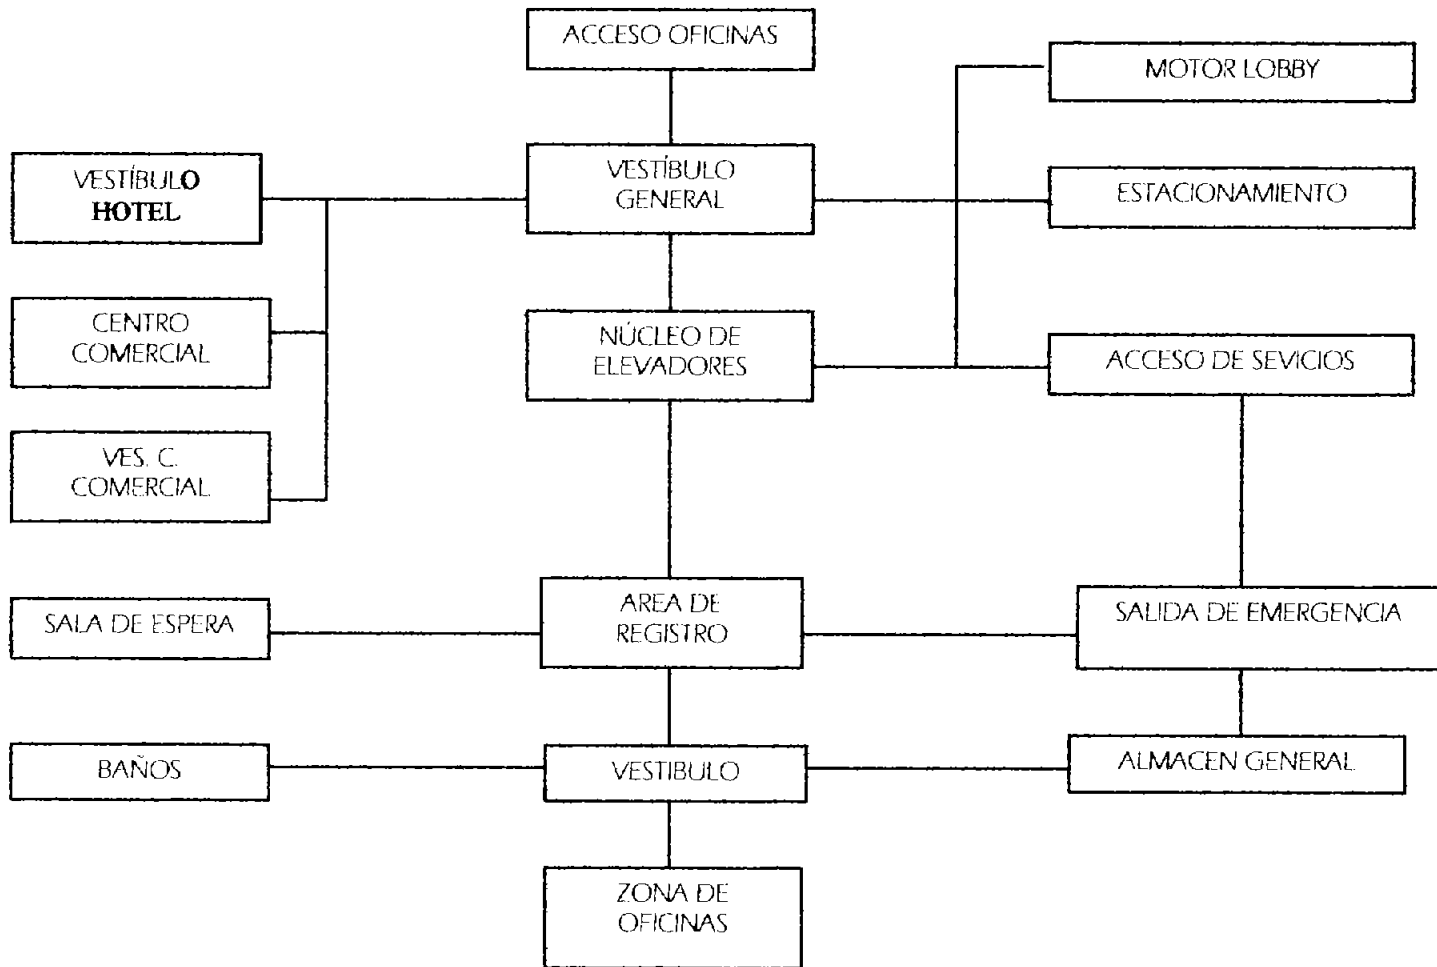 ACCESO OFICINAS
MOTOR LOBBY
VESTÍBULO
HOTEL
VESTÍBULO
GENERAL
ESTACIONAMIENTO
CENTRO
COMERCIAL
NÚCLEO DE
ELEVADORES
ACCESO DE SEVICIOS
VES. C.
COMERCIAL
SALA DE ESPERA
AREA DE
REGISTRO
SALIDA DE EMERGENCIA
BAÑOS
VESTIBULO
ALMACEN GENERAL
ZONA DE
OFICINAS